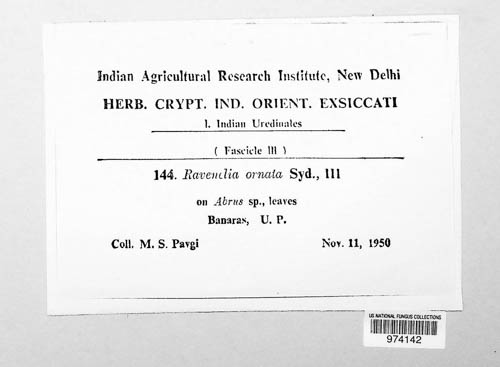 Indian Agricultural Research Institute, New Delhi
HERB. CRYPT. IND. ORIENT. EXSICCATI
I. Indian Uredinales
( Fascicle III )
144. Ravenelia ornata Syd., III
on Abrus sp., leaves
Banaras, U. P.
Coll. M. S. Pavgi Nov. 11, 1950
US NATIONAL FUNGUS COLLECTIONS
974142